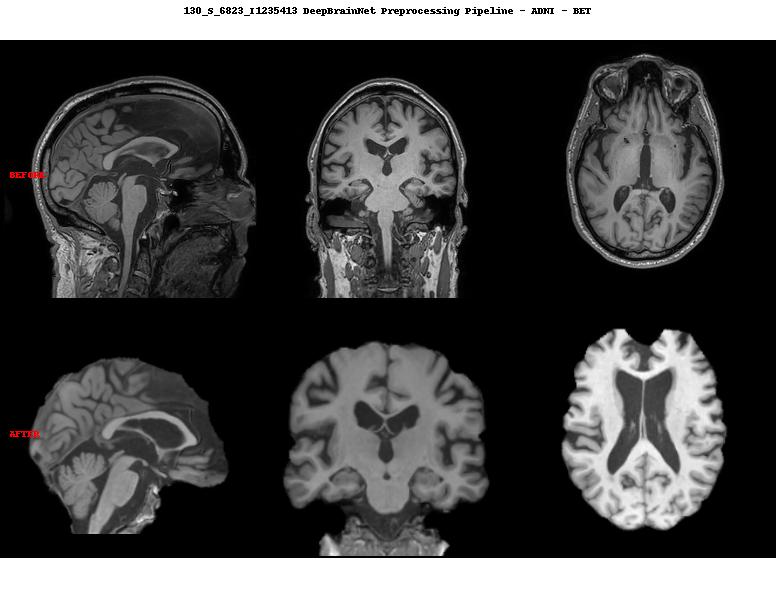 130_S_6823_I1235413 DeepBrainNet Preprocessing Pipeline - ADNI - BET
BEFORE
AFTER